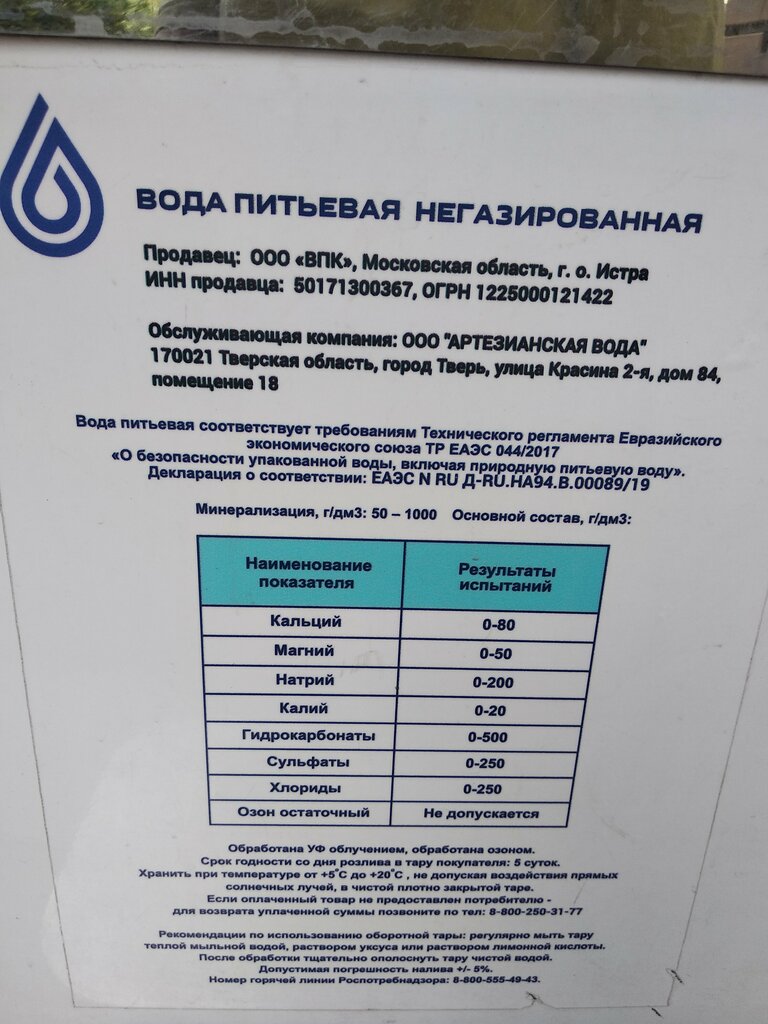 ВОДА ПИТЬЕВАЯ НЕГАЗИРОВАННАЯ
Продавец: ООО «ВПК», Московская область, г. о. Истра
ИНН продавца: 50171300367, ОГРН 1225000121422
Обслуживающая компания: ООО "АРТЕЗИАНСКАЯ ВОДА"
170021 Тверская область, город Тверь, улица Красина 2-я, дом 84,
помещение 18
Вода питьевая соответствует требованиям Технического регламента Евразийского
экономического союза ТР ЕАЭС 044/2017
«О безопасности упакованной воды, включая природную питьевую воду».
Декларация о соответствии: ЕАЭС N RU Д-RU.НА94.В.00089/19
Минерализация, г/дм3: 50 – 1000 Основной состав, г/дм3:
Наименование показателя Результаты испытаний
Кальций 0-80
Магний 0-50
Натрий 0-200
Калий 0-20
Гидрокарбонаты 0-500
Сульфаты 0-250
Хлориды 0-250
Озон остаточный Не допускается
Обработана УФ облучением, обработана озоном.
Срок годности со дня розлива в тару покупателя: 5 суток.
Хранить при температуре от +5°С до +20°С , не допуская воздействия прямых
солнечных лучей, в чистой плотно закрытой таре.
Если оплаченный товар не предоставлен потребителю -
для возврата уплаченной суммы позвоните по тел: 8-800-250-31-77
Рекомендации по использованию оборотной тары: регулярно мыть тару
теплой мыльной водой, раствором уксуса или раствором лимонной кислоты.
После обработки тщательно ополоснуть тару чистой водой.
Допустимая погрешность налива +/- 5%.
Номер горячей линии Роспотребнадзора: 8-800-555-49-43.